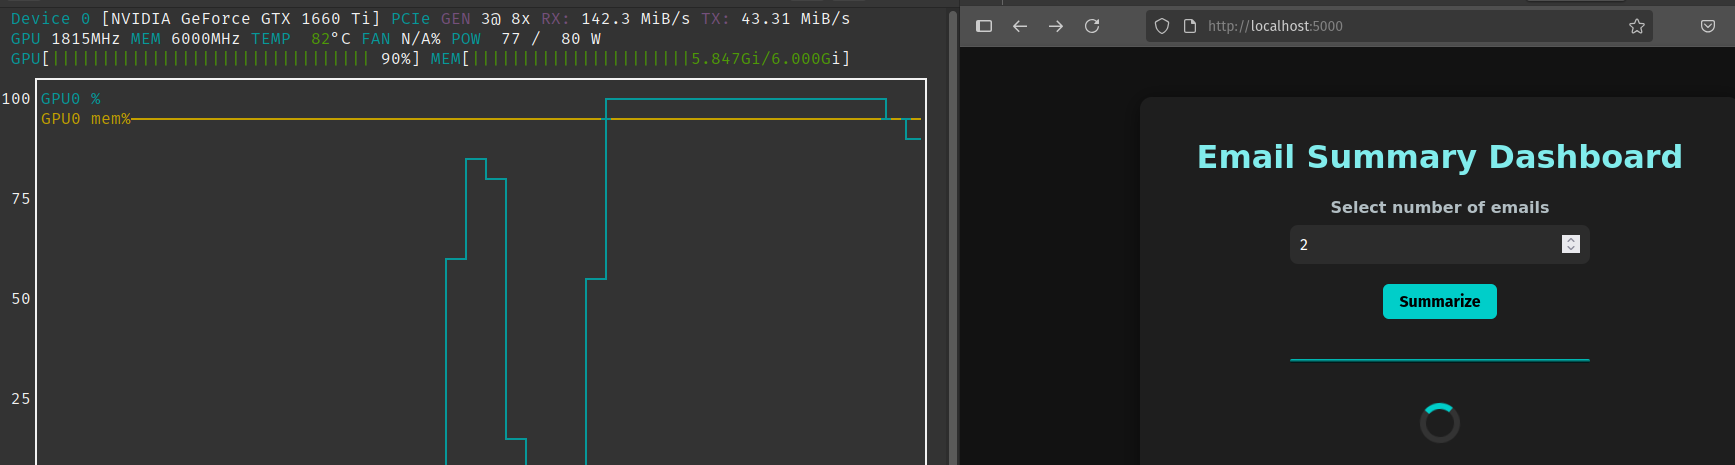 Device 0 [NVIDIA GeForce GTX 1660 Ti] PCIe GEN 3@ 8x RX: 142.3 MiB/s TX: 43.31 MiB/s
GPU 1815MHz MEM 6000MHz TEMP  82°C FAN N/A% POW  77 /  80 W
GPU[|||||||||||||||||||||||||||||||| 90%] MEM[||||||||||||||||||||||5.847Gi/6.000Gi]
100
GPU0 %
GPU0 mem%
75
50
25
http://localhost:5000
Email Summary Dashboard
Select number of emails
2
Summarize